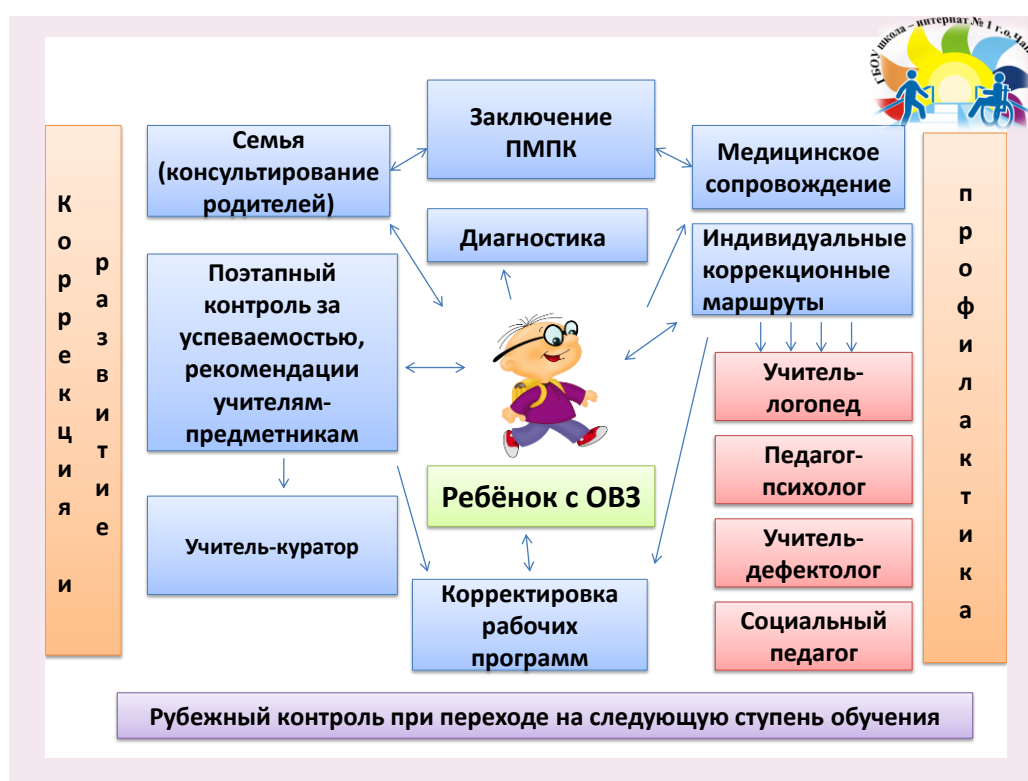 ГБОУ школа – интернат № 1 г.о.
Заключение
ПМПК
Семья
(консультирование
родителей)
Медицинское
сопровождение
Коррекция и
развитие
Диагностика
Индивидуальные
коррекционные
маршруты
профилактика
Поэтапный
контроль за
успеваемостью,
рекомендации
учителям-
предметникам
Учитель-
логопед
Педагог-
психолог
Ребёнок с ОВЗ
Учитель-куратор
Учитель-
дефектолог
Корректировка
рабочих
программ
Социальный
педагог
Рубежный контроль при переходе на следующую ступень обучения